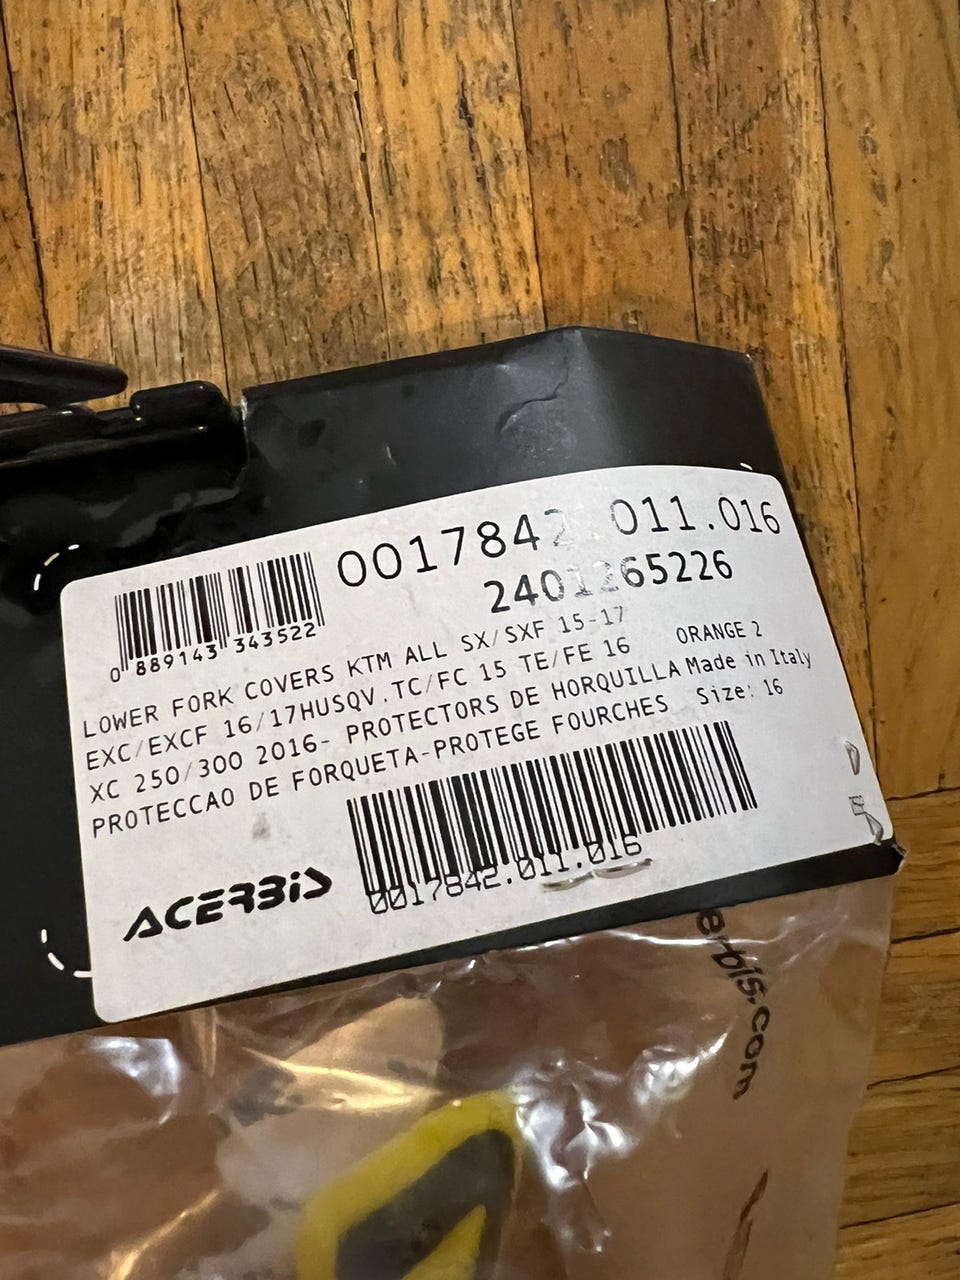 0017842.011.016
2401265226
0 889143 343522
LOWER FORK COVERS KTM ALL SX/SXF 15-17
EXC/EXCF 16/17HUSQV.TC/FC 15 TE/FE 16 ORANGE 2
XC 250/300 2016- PROTECTORS DE HORQUILLA Made in Italy
PROTECCAO DE FORQUETA-PROTEGE FOURCHES Size: 16
0017842.011.016
ACERBIS
erbis.com